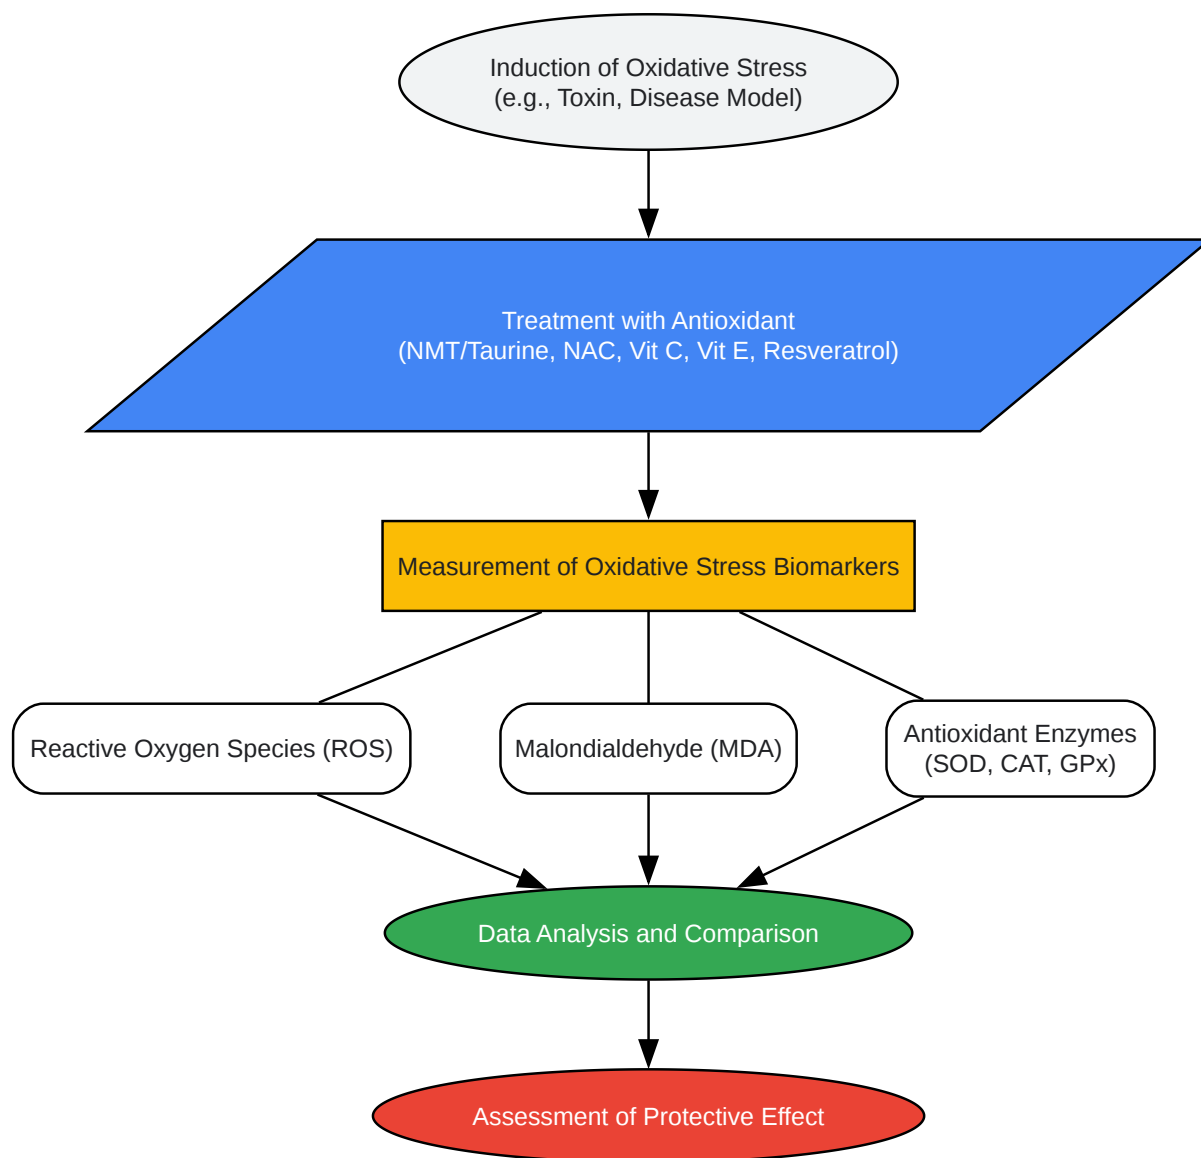 Induction of Oxidative Stress
(e.g., Toxin, Disease Model)
Treatment with Antioxidant
(NMT/Taurine, NAC, Vit C, Vit E, Resveratrol)
Measurement of Oxidative Stress Biomarkers
Reactive Oxygen Species (ROS)
Malondialdehyde (MDA)
Antioxidant Enzymes
(SOD, CAT, GPx)
Data Analysis and Comparison
Assessment of Protective Effect